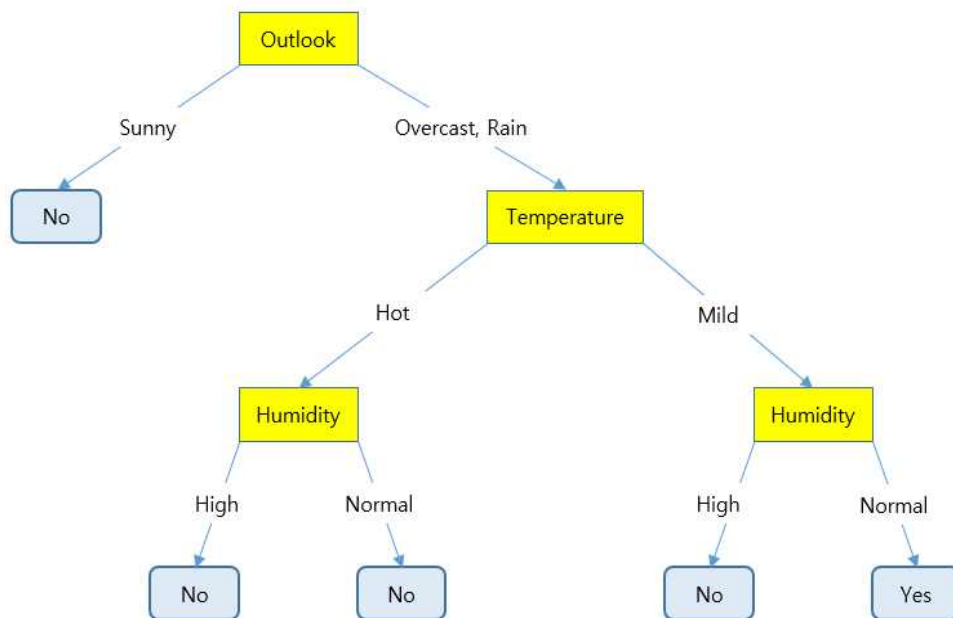 Outlook
Sunny
Overcast, Rain
No
Temperature
Hot
Mild
Humidity
Humidity
High
Normal
High
Normal
No
No
No
Yes